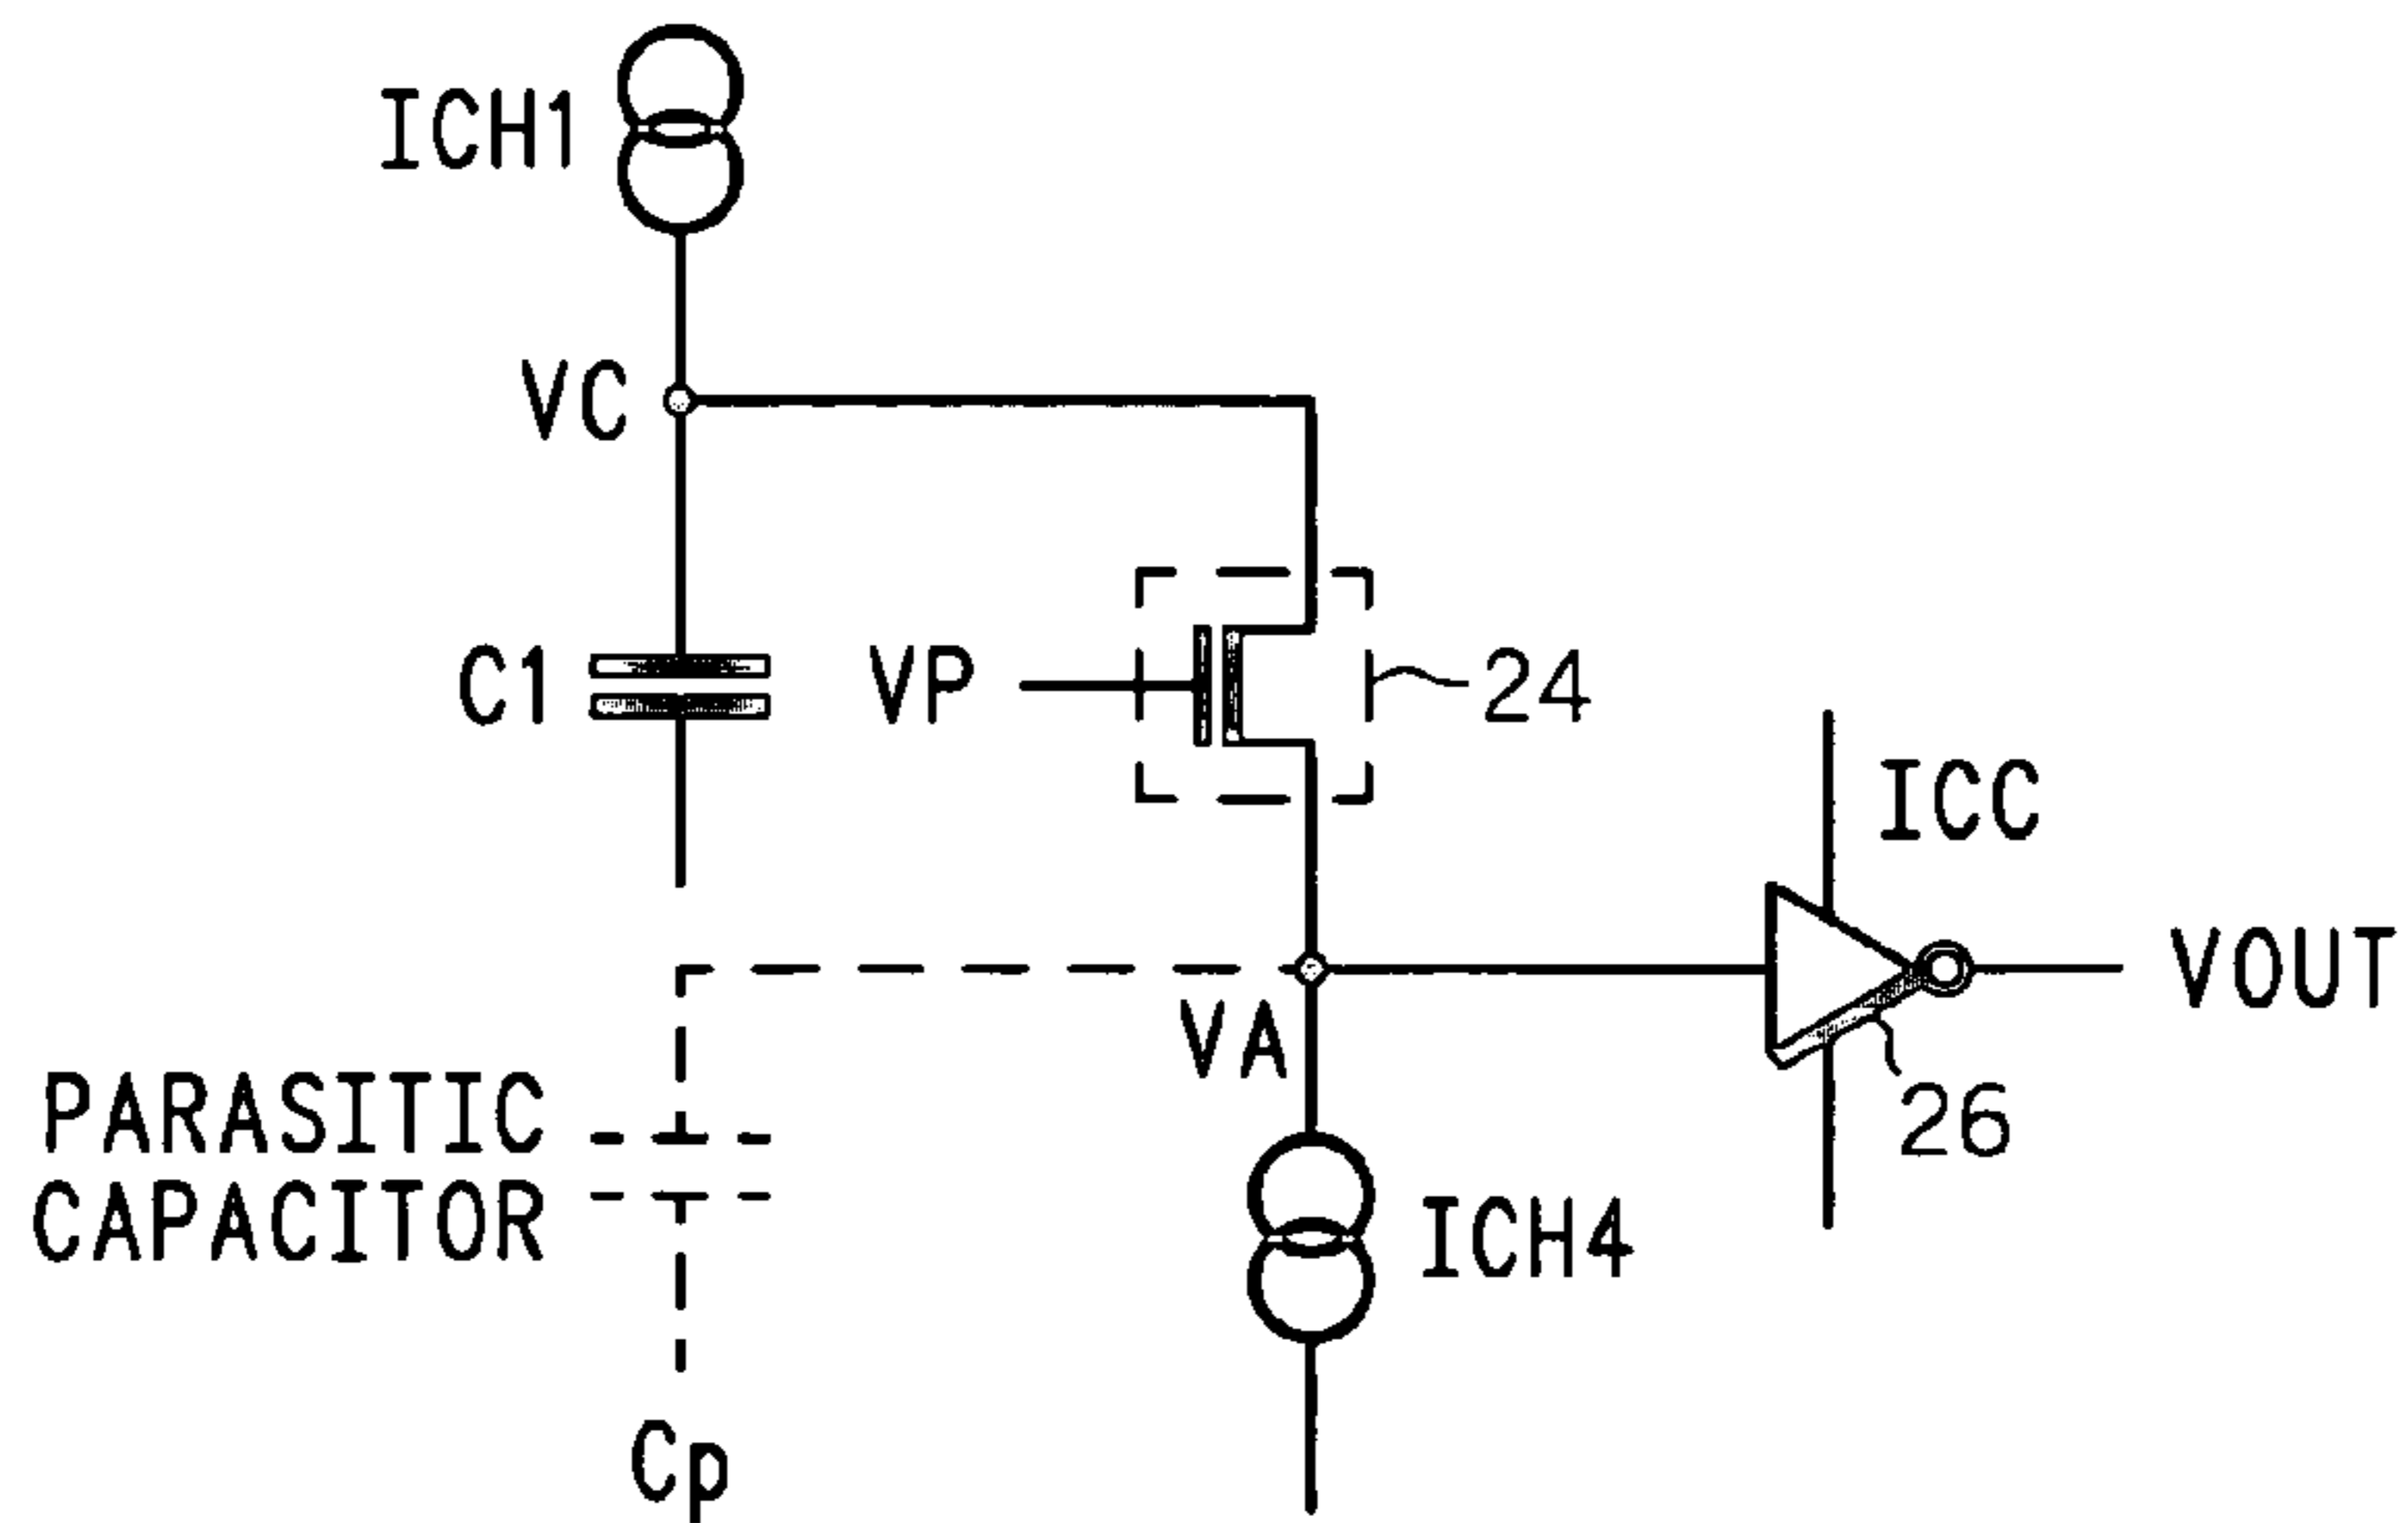 ICH1
VC
C1
VP
24
ICC
VOUT
VA
26
PARASITIC
CAPACITOR
ICH4
Cp